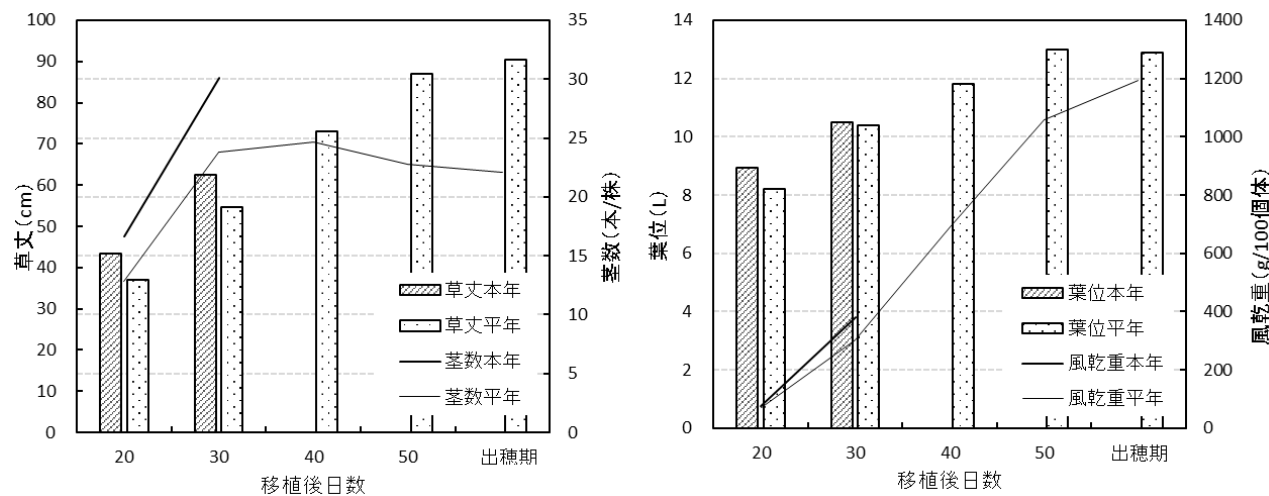 100
90
80
70
60
50
40
30
20
10
0
草丈(cm)
35
30
25
20
15
10
5
0
茎数(本/株)
草丈本年
草丈平年
茎数本年
茎数平年
20 30 40 50 出穂期
移植後日数
14
12
10
8
6
4
2
0
葉位(L)
1400
1200
1000
800
600
400
200
0
風乾重(g/100個体)
葉位本年
葉位平年
風乾重本年
風乾重平年
20 30 40 50 出穂期
移植後日数